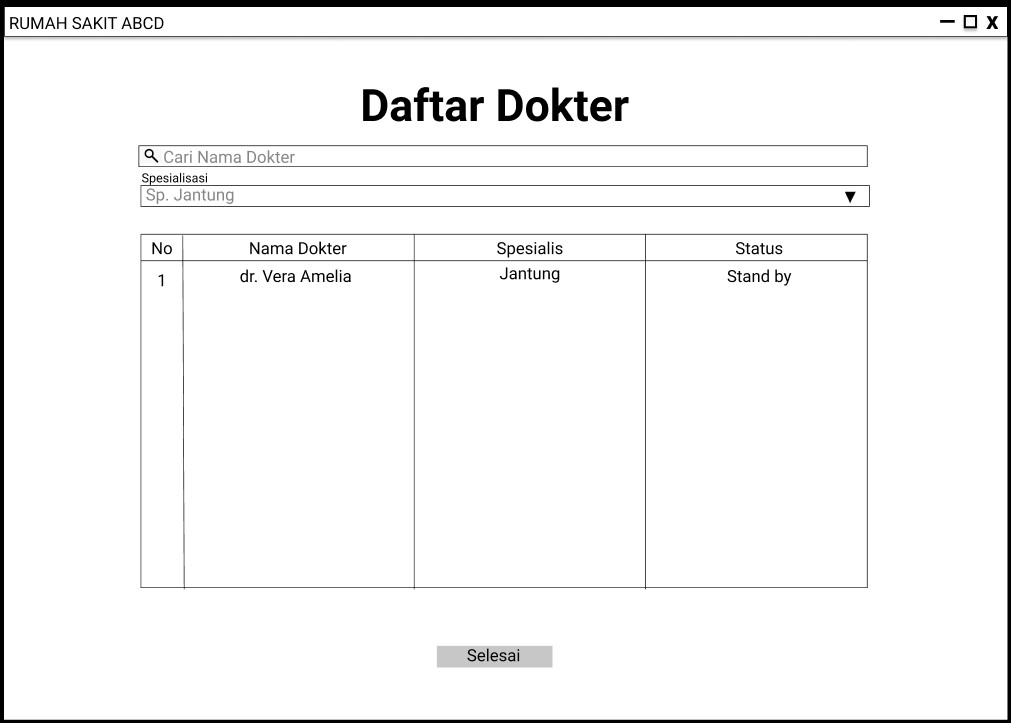 RUMAH SAKIT ABCD
Daftar Dokter
Cari Nama Dokter
Spesialisasi
Sp. Jantung
No Nama Dokter Spesialis Status
1 dr. Vera Amelia Jantung Stand by
Selesai